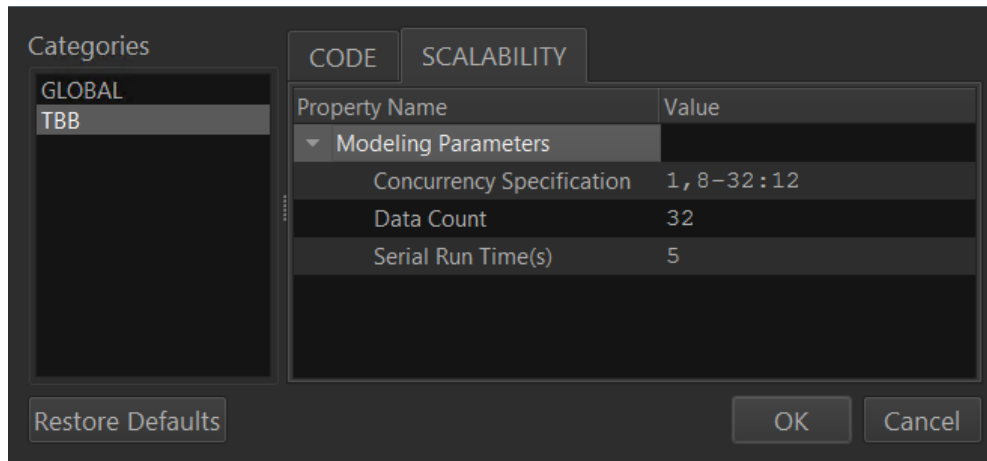 Categories
GLOBAL
TBB
CODE SCALABILITY
Property Name Value
Modeling Parameters
Concurrency Specification 1,8-32:12
Data Count 32
Serial Run Time(s) 5
Restore Defaults OK Cancel